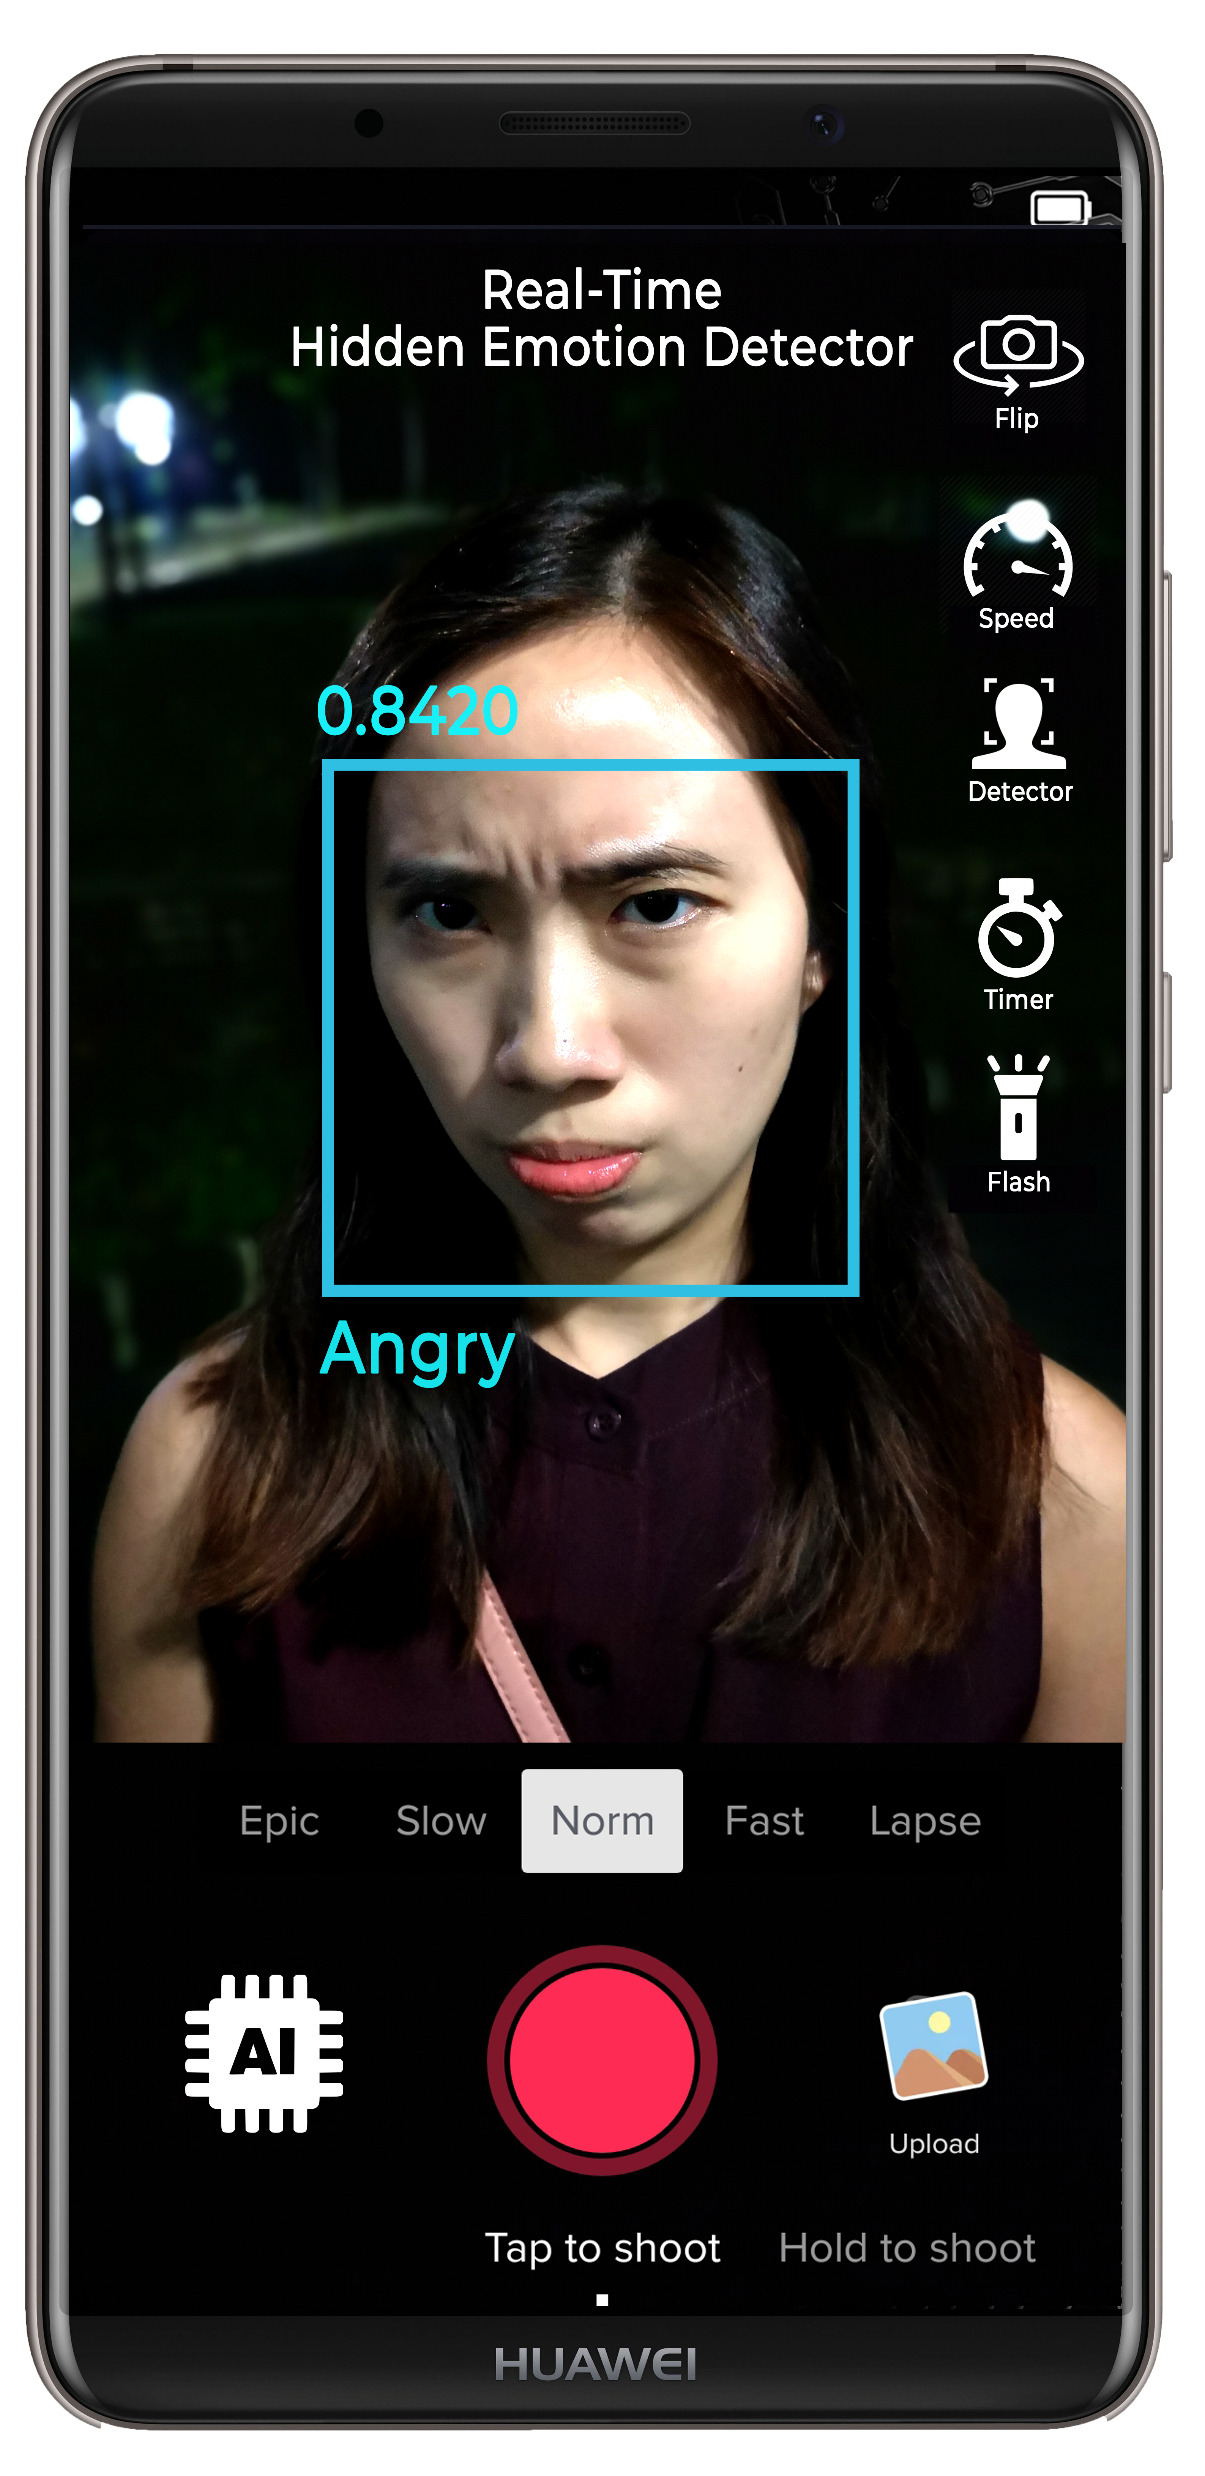 Real-Time
Hidden Emotion Detector
Flip
Speed
0.8420
Detector
Timer
Flash
Angry
Epic Slow Norm Fast Lapse
AI
Upload
Tap to shoot Hold to shoot
HUAWEI